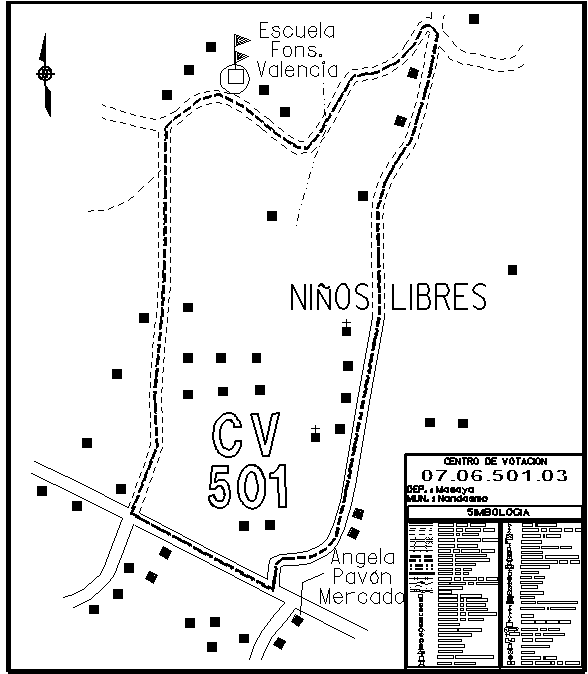 Escuela
Fons.
Valencia
NIÑOS LIBRES
CV
501
Angela
Pavón
Mercado
CENTRO DE VOTACION
07.06.501.03
DEP.: Masaya
MUN.: Nandasmo
SIMBOLOGIA